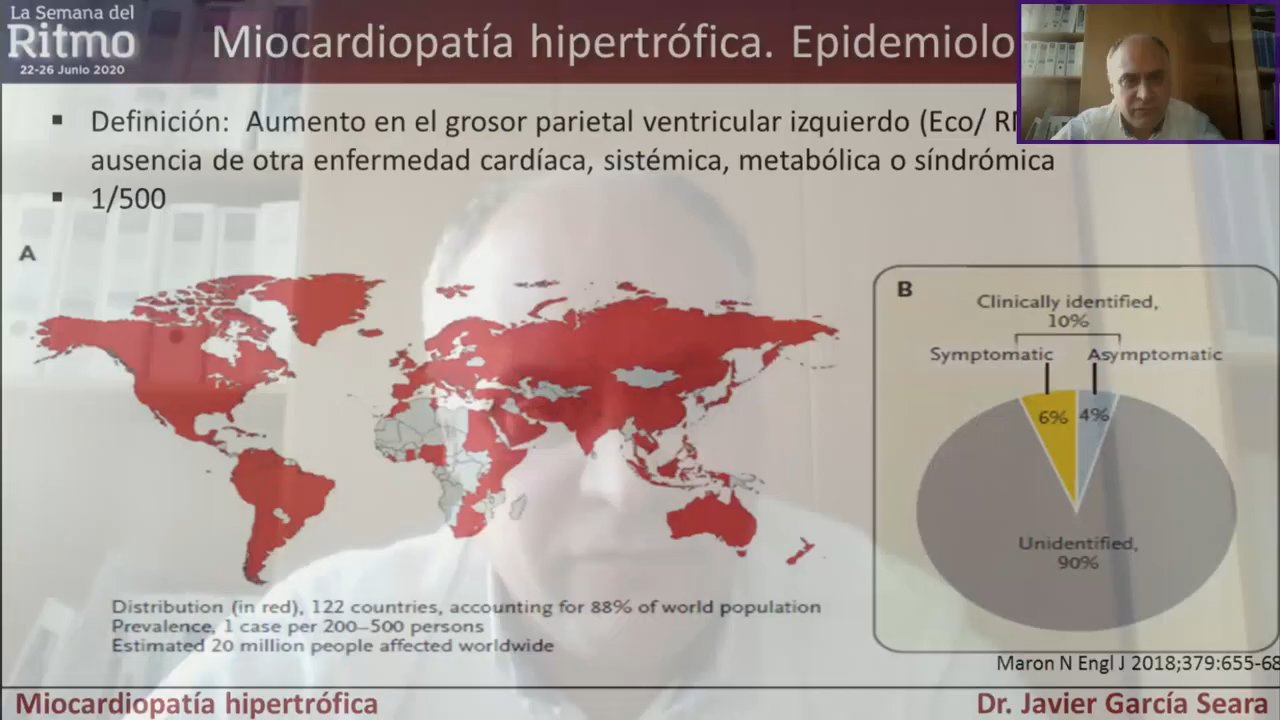 La Semana del
Ritmo
22-26 Junio 2020
Miocardiopatía hipertrófica. Epidemiolo
▪ Definición: Aumento en el grosor parietal ventricular izquierdo (Eco/
ausencia de otra enfermedad cardíaca, sistémica, metabólica o síndrómica
▪ 1/500
A
B
Clinically identified,
10%
Symptomatic
Asymptomatic
6%
4%
Unidentified,
90%
Distribution (in red), 122 countries, accounting for 88% of world population
Prevalence, 1 case per 200–500 persons
Estimated 20 million people affected worldwide
Maron N Engl J 2018;379:655-68
Miocardiopatía hipertrófica
Dr. Javier García Seara